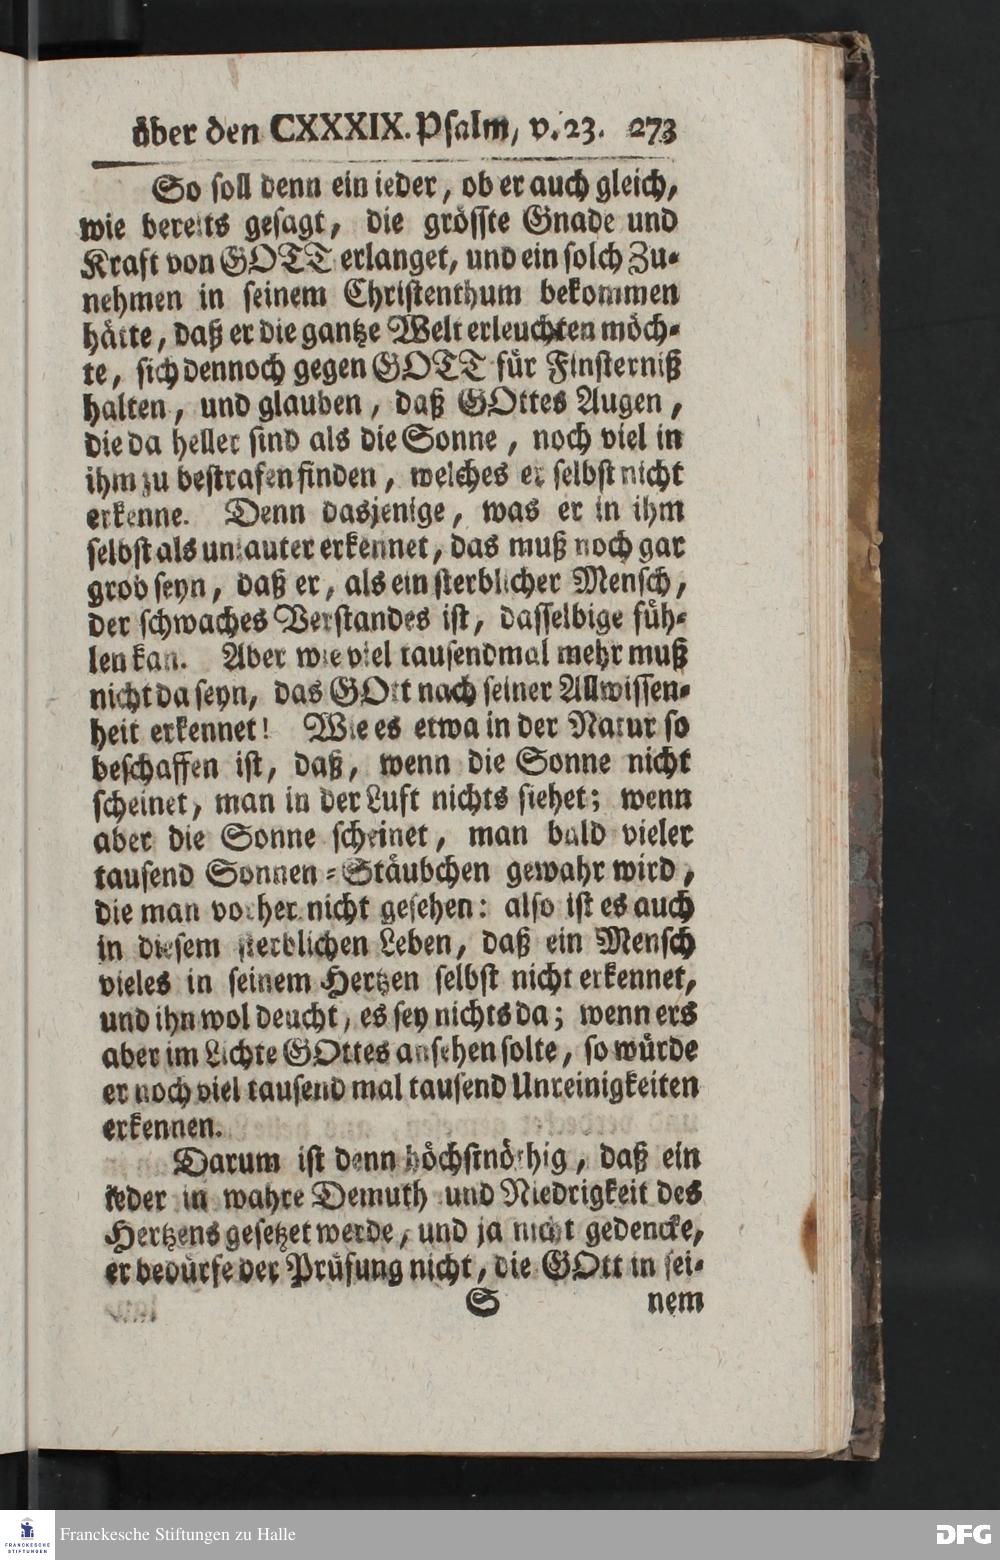 über den CXXXIX. Psalm, v. 23. 273
So soll denn ein ieder, ob er auch gleich,
wie bereits gesagt, die grösste Gnade und
Kraft von GOTT erlanget, und ein solch Zu-
nehmen in seinem Christenthum bekommen
hätte, daß er die gantze Welt erleuchten möch-
te, sich dennoch gegen GOTT für Finsterniß
halten, und glauben, daß GOttes Augen,
die da heller sind als die Sonne, noch viel in
ihm zu bestrafen finden, welches er selbst nicht
erkenne. Denn dasjenige, was er in ihm
selbst als unlauter erkennet, das muß noch gar
grob seyn, daß er, als ein sterblicher Mensch,
der schwaches Verstandes ist, dasselbige füh-
len kan. Aber wie viel tausendmal mehr muß
nicht da seyn, das GOtt nach seiner Allwissen-
heit erkennet! Wie es etwa in der Natur so
beschaffen ist, daß, wenn die Sonne nicht
scheinet, man in der Luft nichts siehet; wenn
aber die Sonne scheinet, man bald vieler
tausend Sonnen-Stäubchen gewahr wird,
die man vorher nicht gesehen: also ist es auch
in diesem sterblichen Leben, daß ein Mensch
vieles in seinem Hertzen selbst nicht erkennet,
und ihn wol deucht, es sey nichts da; wenn ers
aber im Lichte GOttes ansehen solte, so würde
er noch viel tausend mal tausend Unreinigkeiten
erkennen.
Darum ist denn höchstnöthig, daß ein
ieder in wahre Demuth und Niedrigkeit des
Hertzens gesetzet werde, und ja nicht gedencke,
er bedürfe der Prüfung nicht, die GOtt in sei-
S nem
FRANCKESCHE STIFTUNGEN
Franckesche Stiftungen zu Halle
DFG